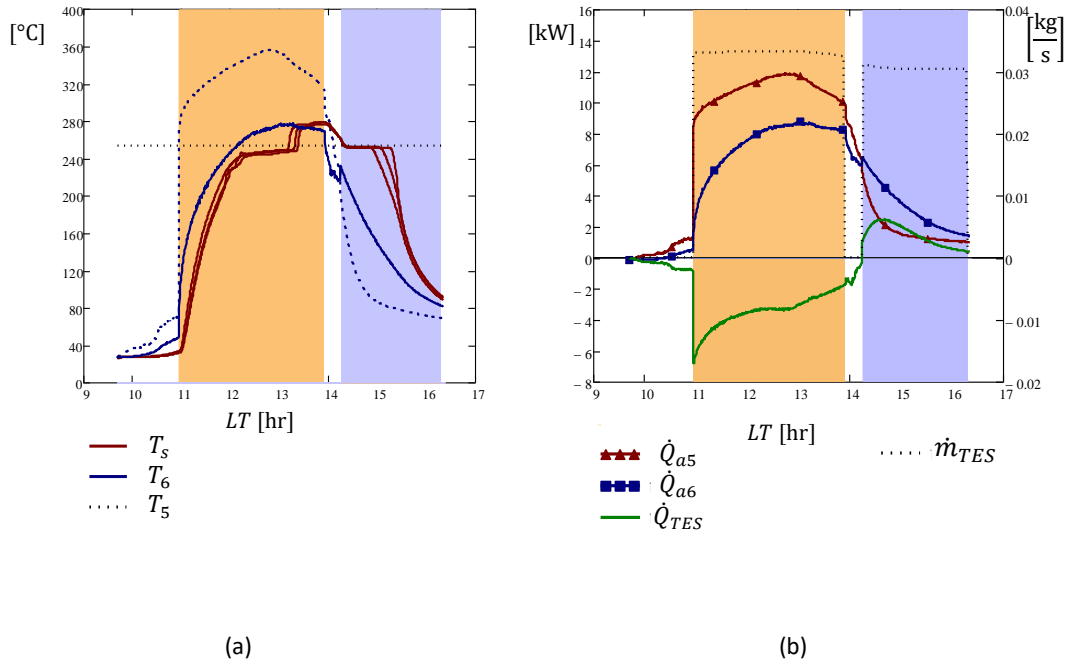 [°C]
400
360
320
280
240
200
160
120
80
40
0
9 10 11 12 13 14 15 16 17
LT [hr]
T_s
T_6
T_5
(a)
[kW]
16
14
12
10
8
6
4
2
0
− 2
− 4
− 6
− 8
9 10 11 12 13 14 15 16 17
[kg/s]
0.04
0.03
0.02
0.01
0
− 0.01
− 0.02
LT [hr]
Q̇_a5
Q̇_a6
Q̇_TES
ṁ_TES
(b)